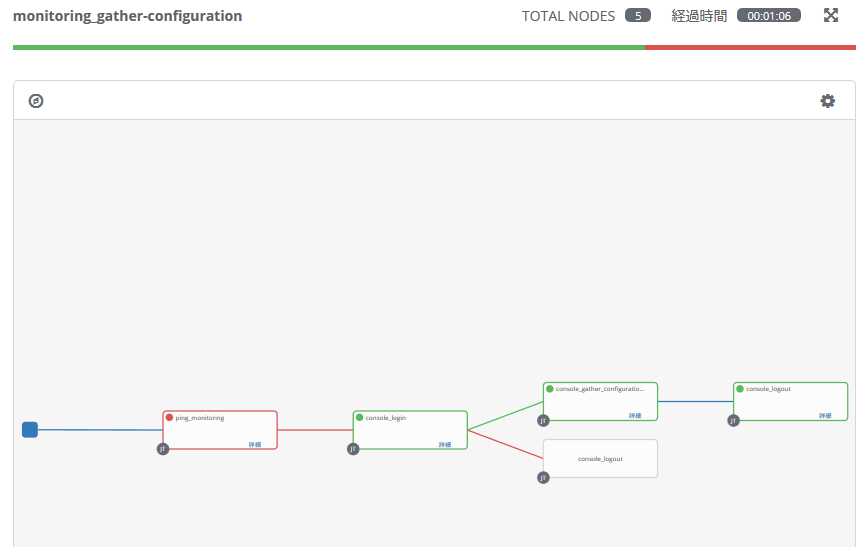 monitoring_gather-configuration
TOTAL NODES 5 経過時間 00:01:06
console_gather_configuratio...
詳細
JT
console_logout
詳細
JT
ping_monitoring
詳細
JT
console_login
詳細
JT
console_logout
JT